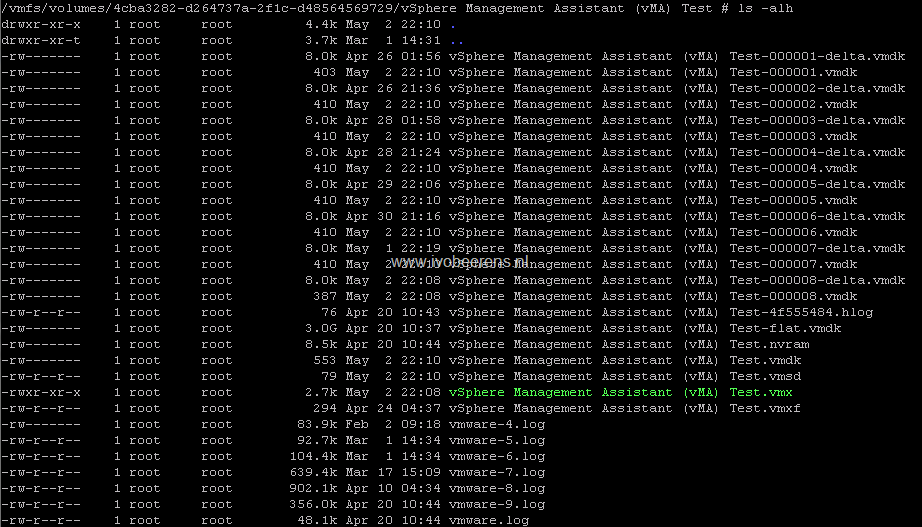 /vmfs/volumes/4cba3282-d264737a-2f1c-d48564569729/vSphere Management Assistant (vMA) Test # ls -alh
drwxr-xr-x    1 root     root         4.4k May  2 22:10 .
drwxr-xr-t    1 root     root         3.7k Mar  1 14:31 ..
-rw-------    1 root     root         8.0k Apr 26 01:56 vSphere Management Assistant (vMA) Test-000001-delta.vmdk
-rw-------    1 root     root          403 May  2 22:10 vSphere Management Assistant (vMA) Test-000001.vmdk
-rw-------    1 root     root         8.0k Apr 26 21:36 vSphere Management Assistant (vMA) Test-000002-delta.vmdk
-rw-------    1 root     root          410 May  2 22:10 vSphere Management Assistant (vMA) Test-000002.vmdk
-rw-------    1 root     root         8.0k Apr 28 01:58 vSphere Management Assistant (vMA) Test-000003-delta.vmdk
-rw-------    1 root     root          410 May  2 22:10 vSphere Management Assistant (vMA) Test-000003.vmdk
-rw-------    1 root     root         8.0k Apr 28 21:24 vSphere Management Assistant (vMA) Test-000004-delta.vmdk
-rw-------    1 root     root          410 May  2 22:10 vSphere Management Assistant (vMA) Test-000004.vmdk
-rw-------    1 root     root         8.0k Apr 29 22:06 vSphere Management Assistant (vMA) Test-000005-delta.vmdk
-rw-------    1 root     root          410 May  2 22:10 vSphere Management Assistant (vMA) Test-000005.vmdk
-rw-------    1 root     root         8.0k Apr 30 21:16 vSphere Management Assistant (vMA) Test-000006-delta.vmdk
-rw-------    1 root     root          410 May  2 22:10 vSphere Management Assistant (vMA) Test-000006.vmdk
-rw-------    1 root     root         8.0k May  1 22:19 vSphere Management Assistant (vMA) Test-000007-delta.vmdk
-rw-------    1 root     root          410 May  2 22:10 vSphere Management Assistant (vMA) Test-000007.vmdk
www.ivobeerens.nl
-rw-------    1 root     root         8.0k May  2 22:08 vSphere Management Assistant (vMA) Test-000008-delta.vmdk
-rw-------    1 root     root          387 May  2 22:08 vSphere Management Assistant (vMA) Test-000008.vmdk
-rw-r--r--    1 root     root           76 Apr 20 10:43 vSphere Management Assistant (vMA) Test-4f555484.hlog
-rw-------    1 root     root         3.0G Apr 20 10:37 vSphere Management Assistant (vMA) Test-flat.vmdk
-rw-------    1 root     root         8.5k Apr 20 10:44 vSphere Management Assistant (vMA) Test.nvram
-rw-------    1 root     root          553 May  2 22:10 vSphere Management Assistant (vMA) Test.vmdk
-rw-r--r--    1 root     root           79 May  2 22:10 vSphere Management Assistant (vMA) Test.vmsd
-rwxr-xr-x    1 root     root         2.7k May  2 22:08 vSphere Management Assistant (vMA) Test.vmx
-rw-r--r--    1 root     root          294 Apr 24 04:37 vSphere Management Assistant (vMA) Test.vmxf
-rw-------    1 root     root        83.9k Feb  2 09:18 vmware-4.log
-rw-r--r--    1 root     root        92.7k Mar  1 14:34 vmware-5.log
-rw-r--r--    1 root     root       104.4k Mar  1 14:34 vmware-6.log
-rw-r--r--    1 root     root       639.4k Mar 17 15:09 vmware-7.log
-rw-r--r--    1 root     root       902.1k Apr 10 04:34 vmware-8.log
-rw-r--r--    1 root     root       356.0k Apr 20 10:44 vmware-9.log
-rw-r--r--    1 root     root        48.1k Apr 20 10:44 vmware.log